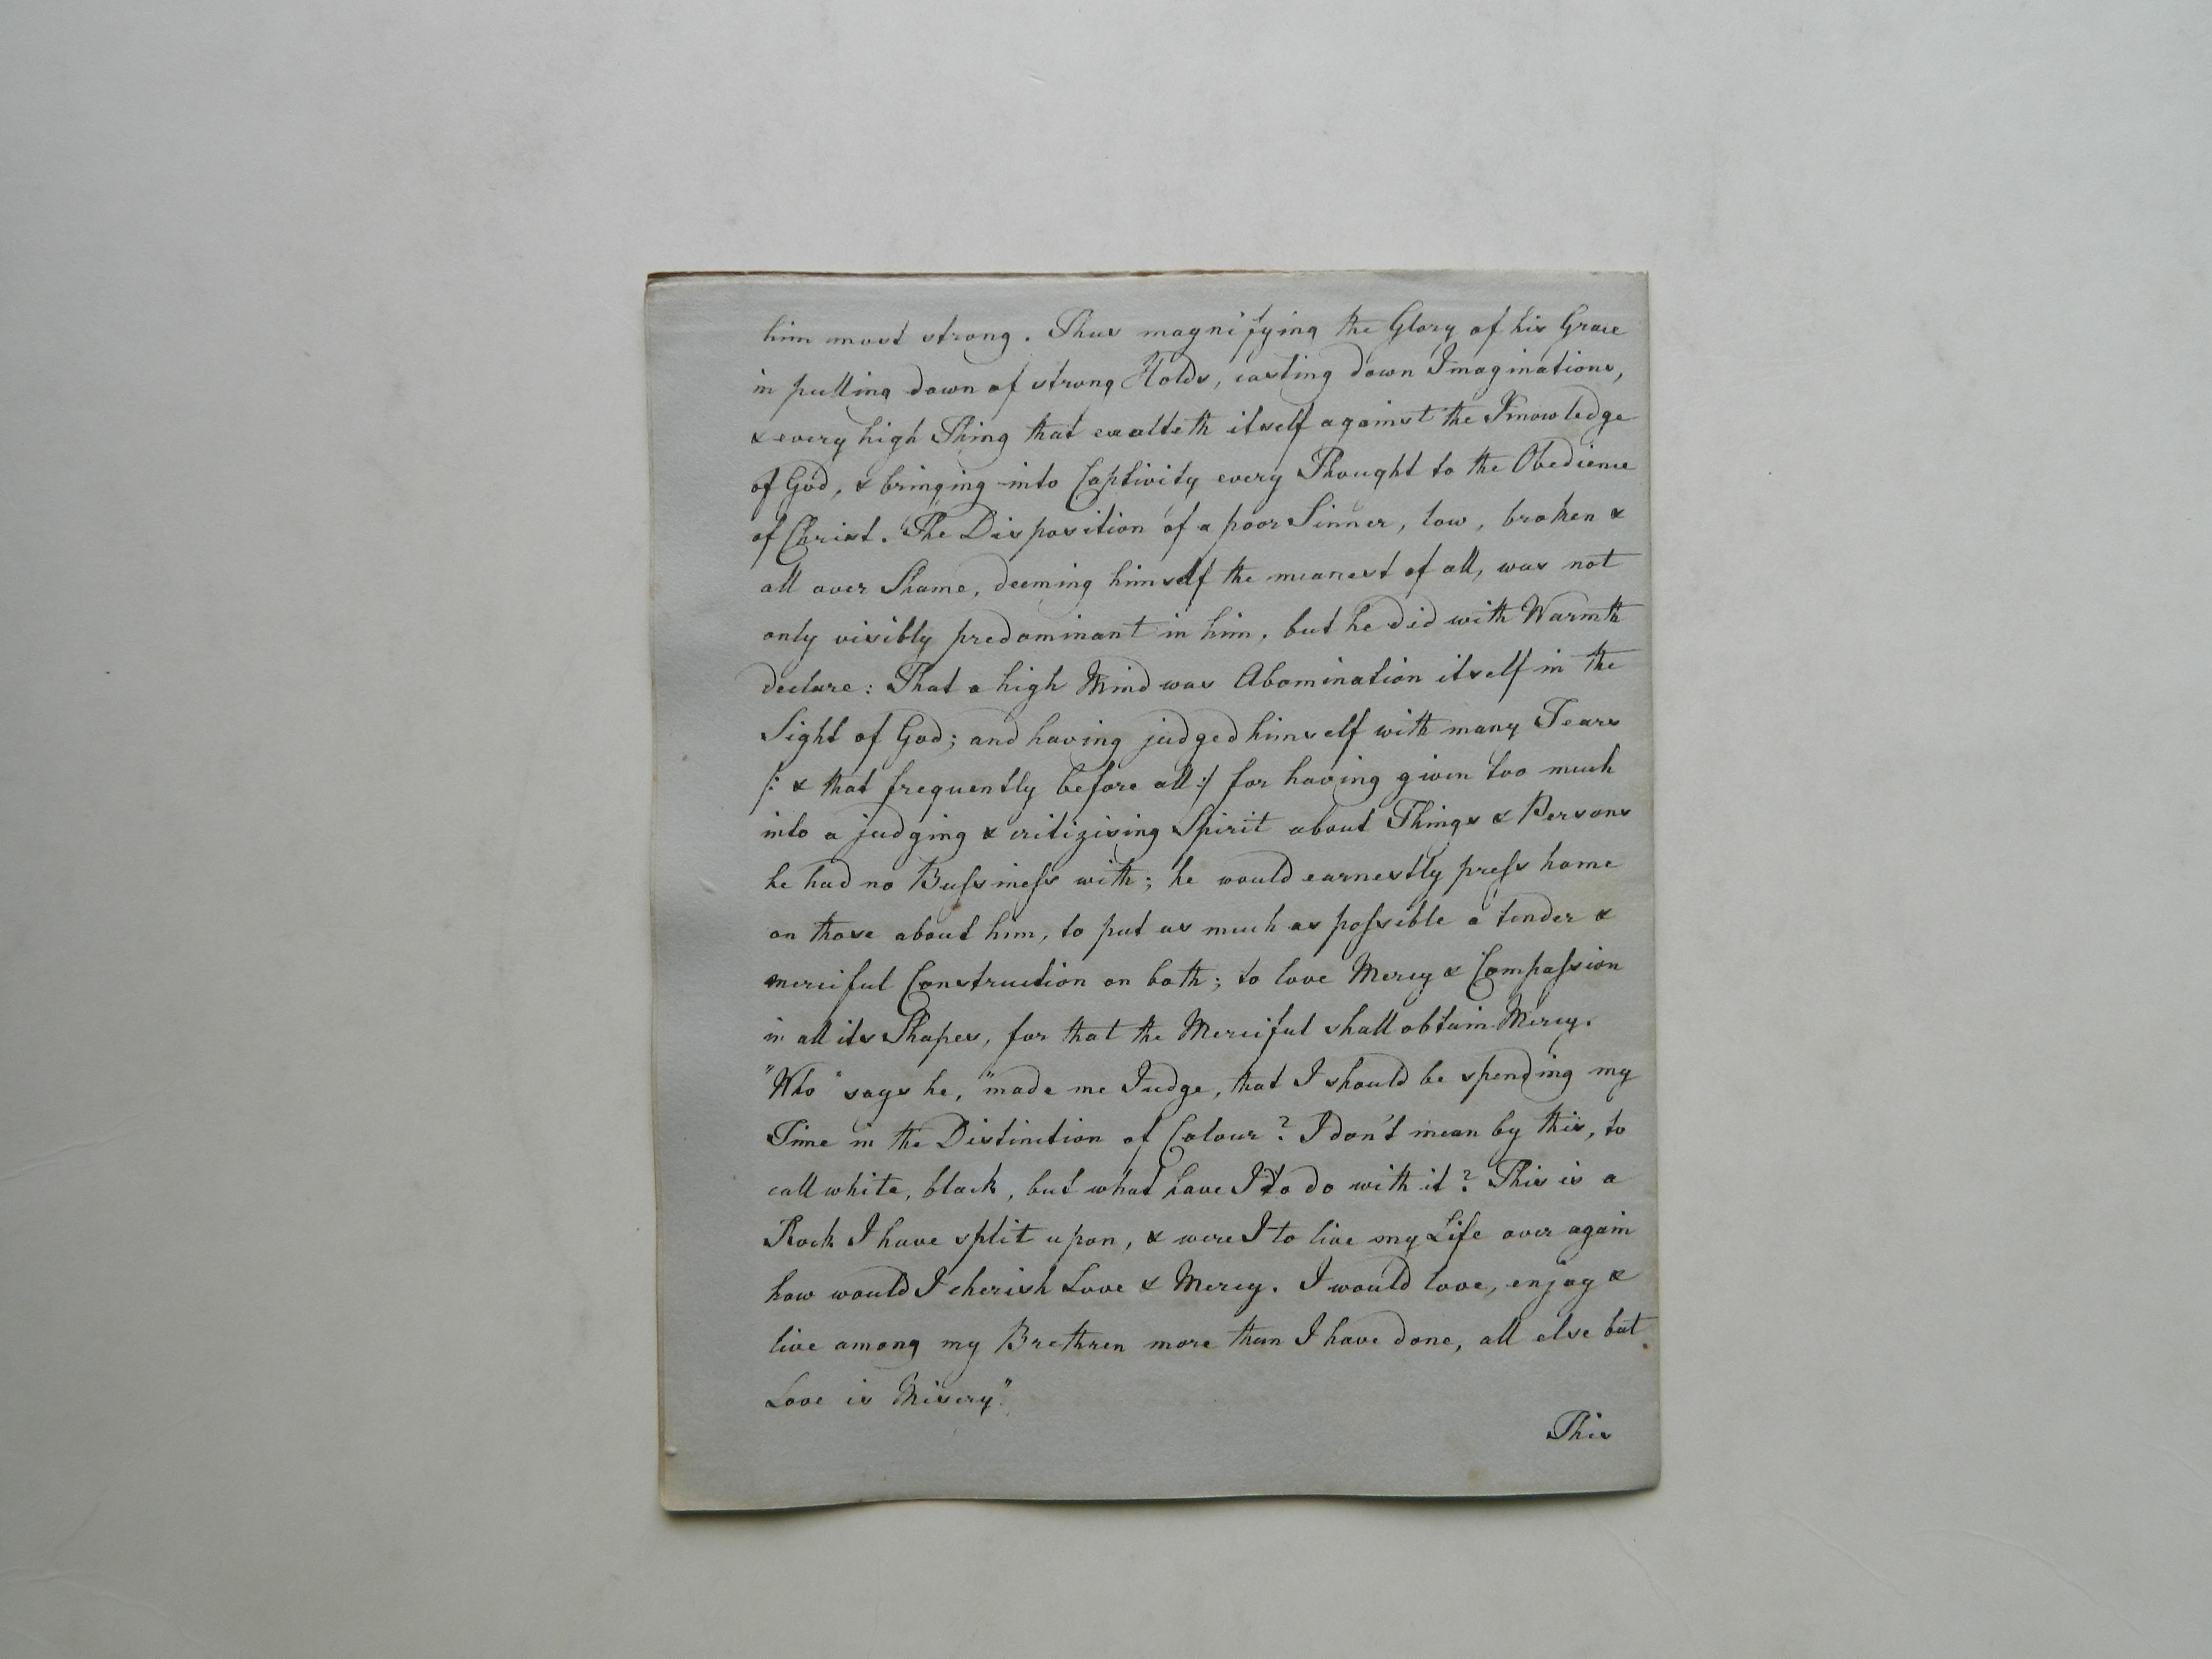 him most strong. Thus magnifying the Glory of his Grace
in pulling down of strong Holds, casting down Imaginations,
& every high Thing that exalteth itself against the Knowledge
of God, & bringing into Captivity every Thought to the Obedience
of Christ. The Disposition of a poor Sinner, low, broken &
all over Shame, deeming himself the meanest of all, was not
only visibly predominant in him, but he did with Warmth
declare: That a high Mind was Abomination itself in the
Sight of God; and having judged himself with many Tears
/: & that frequently before all :/ for having given too much
into a judging & critizising Spirit about Things & Persons
he had no Bufsinefs with; he would earnestly prefs home
on those about him, to put as much as pofsible a tender &
merciful Construction on both; to love Mercy & Compafsion
in all its Shapes, for that the Merciful shall obtain Mercy.
"Who" says he, "made me Judge, that I should be spending my
Time in the Distinction of Colour? I don't mean by this, to
call white, black, but what have I to do with it? This is a
Rock I have split upon, & were I to live my Life over again
how would I cherish Love & Mercy. I would love, enjoy &
live among my Brethren more than I have done, all else but
Love is Misery."
This